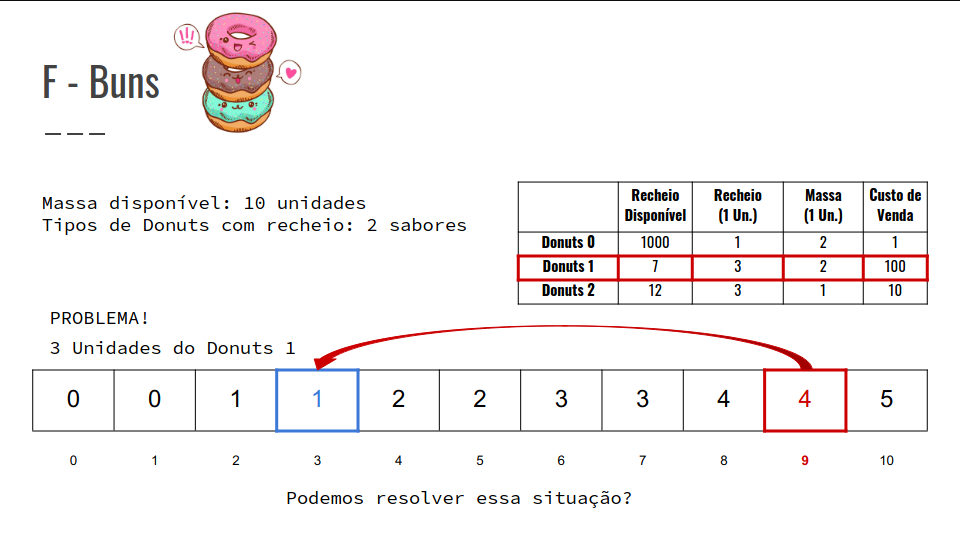 F - Buns
Massa disponível: 10 unidades
Tipos de Donuts com recheio: 2 sabores
Recheio Disponível Recheio (1 Un.) Massa (1 Un.) Custo de Venda
Donuts 0 1000 1 2 1
Donuts 1 7 3 2 100
Donuts 2 12 3 1 10
PROBLEMA!
3 Unidades do Donuts 1
0 0 1 1 2 2 3 3 4 4 5
0 1 2 3 4 5 6 7 8 9 10
Podemos resolver essa situação?